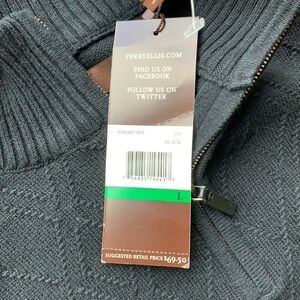 PERRYELLIS.COM
FIND US ON
FACEBOOK
FOLLOW US ON
TWITTER
BLACK
L
SUGGESTED RETAIL PRICE $69.50